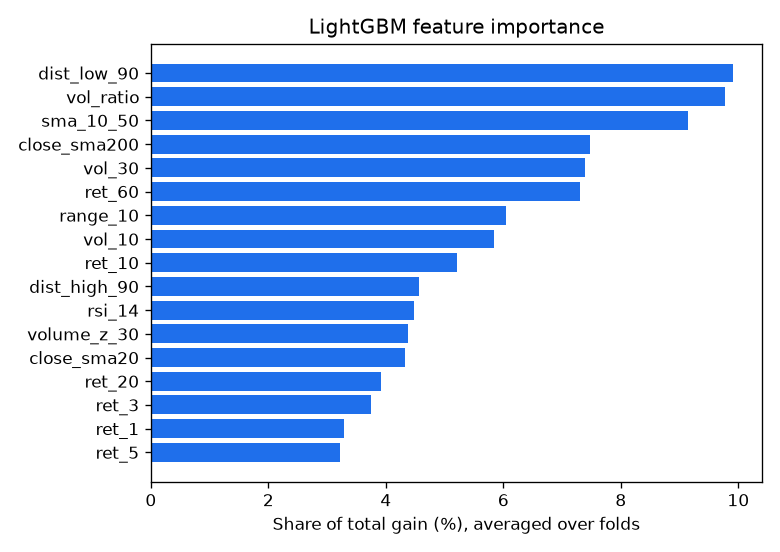 LightGBM feature importance
dist_low_90
vol_ratio
sma_10_50
close_sma200
vol_30
ret_60
range_10
vol_10
ret_10
dist_high_90
rsi_14
volume_z_30
close_sma20
ret_20
ret_3
ret_1
ret_5
0 2 4 6 8 10
Share of total gain (%), averaged over folds